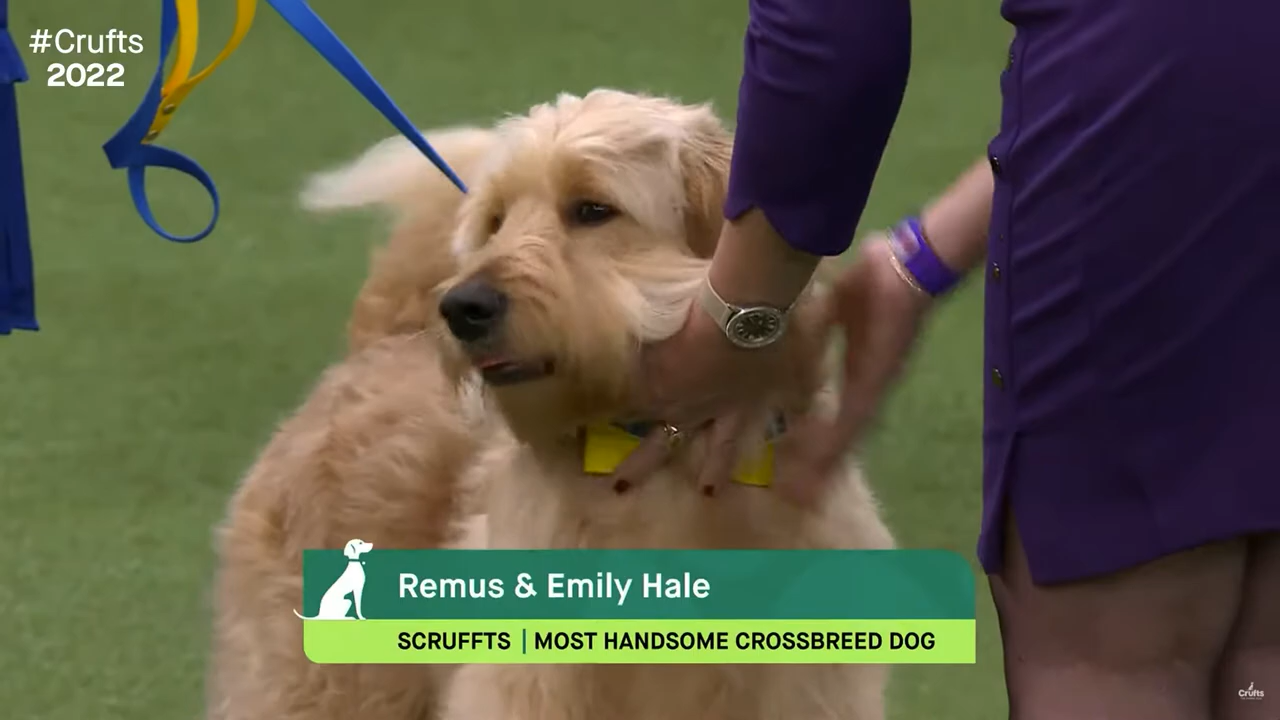 #Crufts
2022
Remus & Emily Hale
SCRUFFTS | MOST HANDSOME CROSSBREED DOG
Crufts